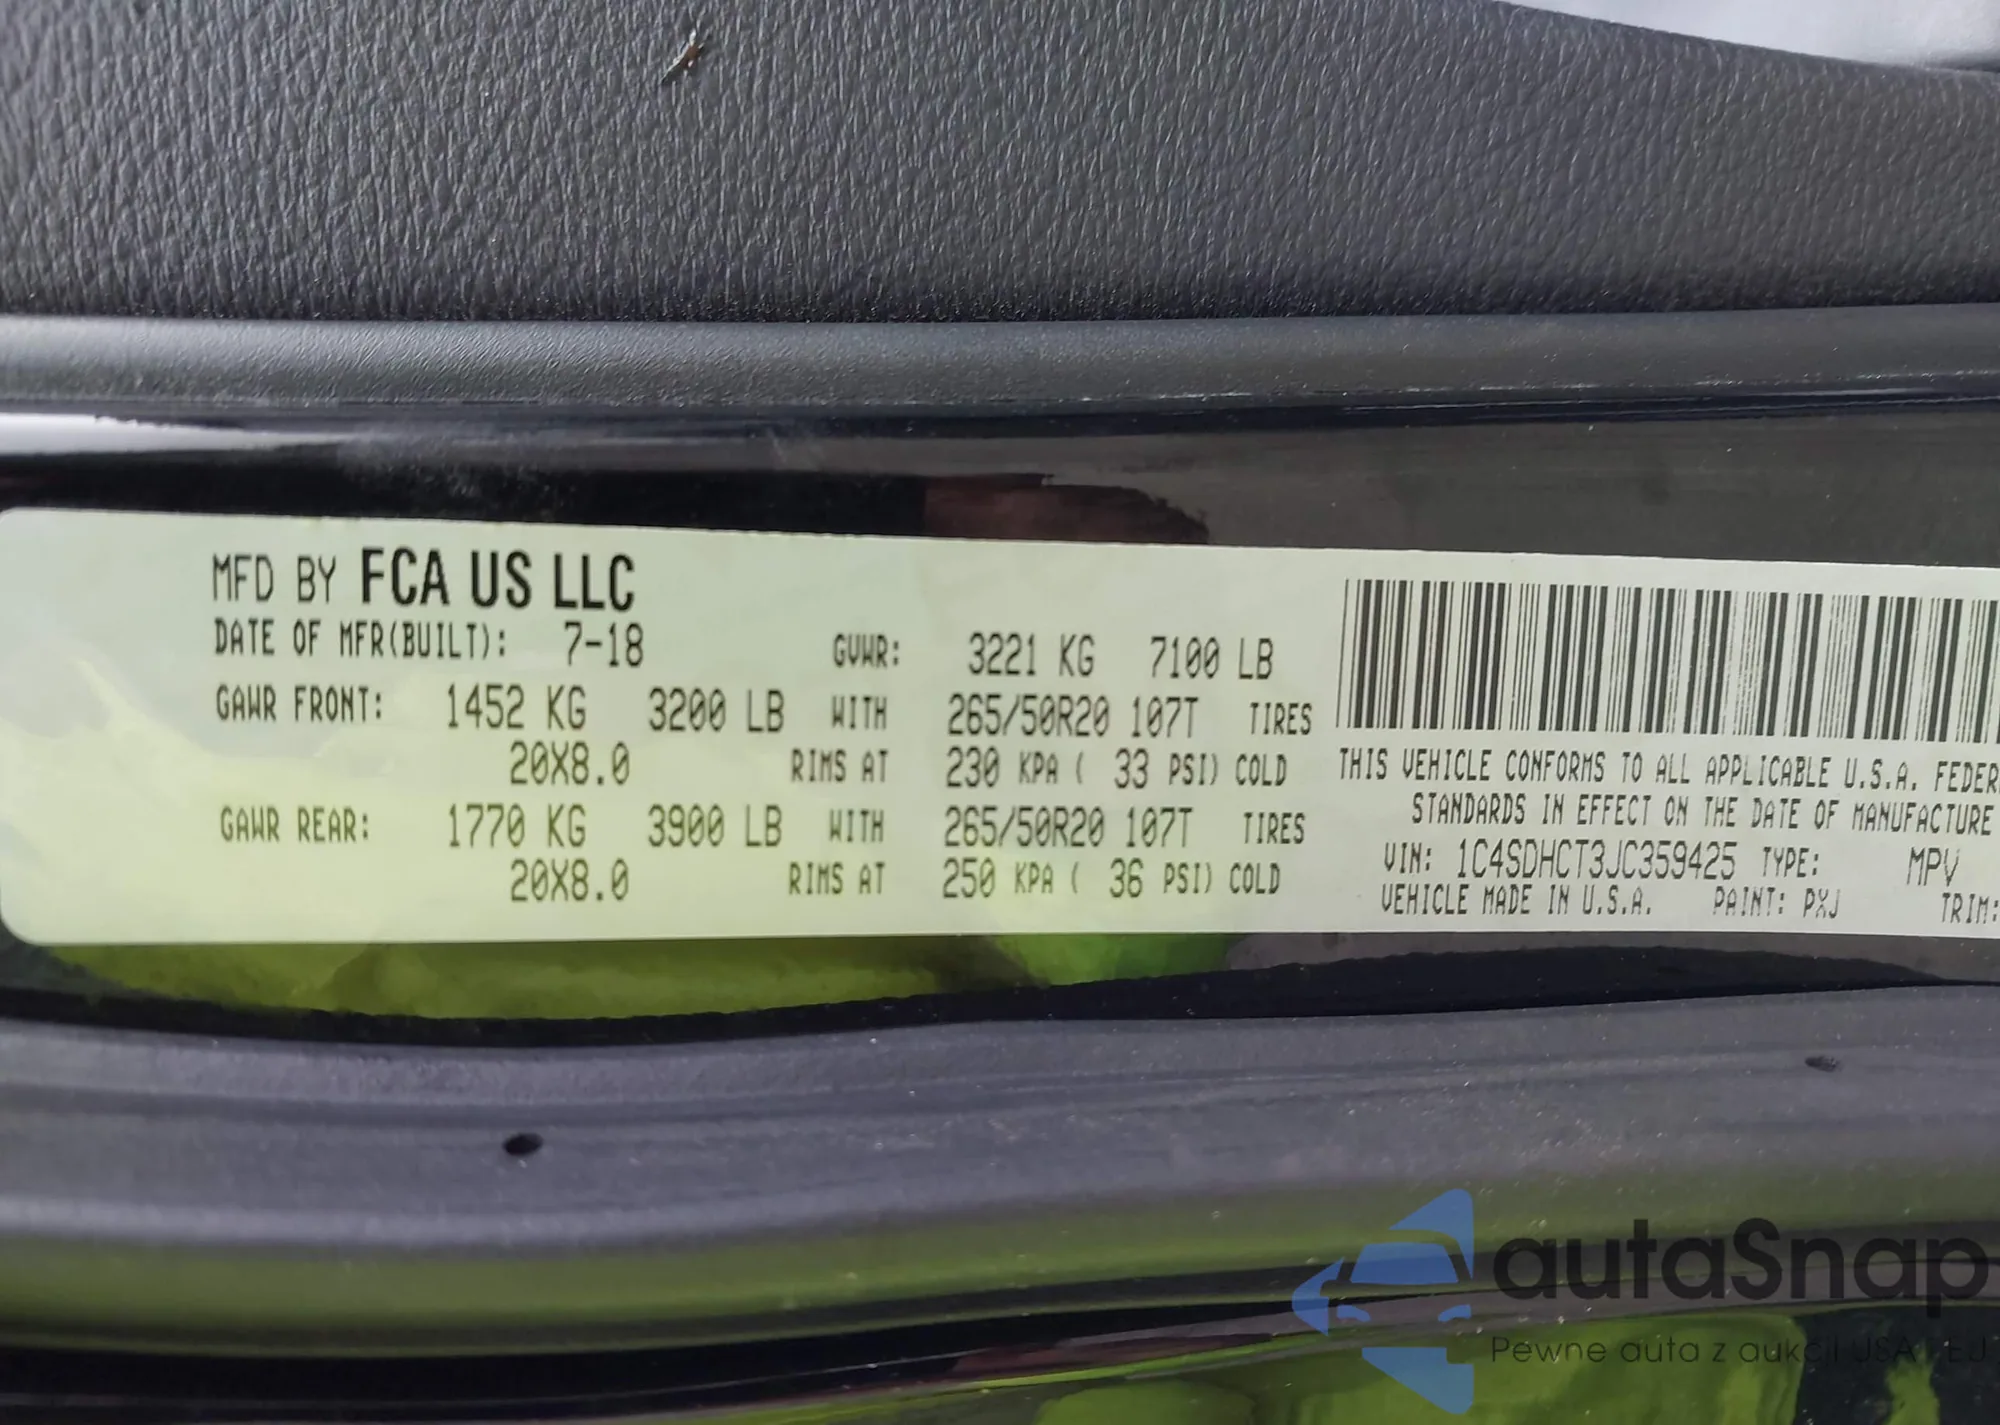 MFD BY FCA US LLC
DATE OF MFR(BUILT): 7-18 GVWR: 3221 KG 7100 LB
GAWR FRONT: 1452 KG 3200 LB WITH 265/50R20 107T TIRES
20X8.0 RIMS AT 230 KPA ( 33 PSI) COLD
GAWR REAR: 1770 KG 3900 LB WITH 265/50R20 107T TIRES
20X8.0 RIMS AT 250 KPA ( 36 PSI) COLD
THIS VEHICLE CONFORMS TO ALL APPLICABLE U.S.A. FEDER
STANDARDS IN EFFECT ON THE DATE OF MANUFACTURE
VIN: 1C4SDHCT3JC359425 TYPE: MPV
VEHICLE MADE IN U.S.A. PAINT: PXJ TRIM:
autaSnap
Pewne auta z aukcji USA i EU